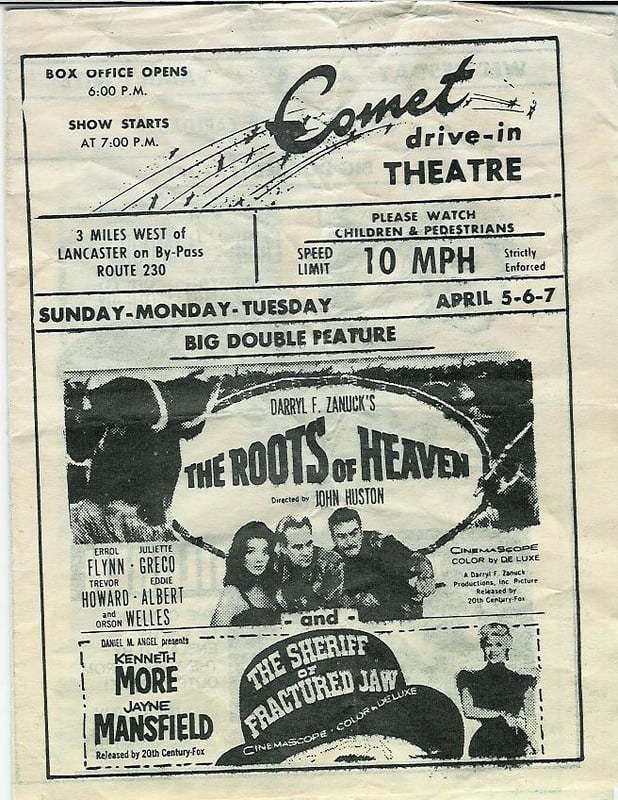 BOX OFFICE OPENS
6:00 P.M.
SHOW STARTS
AT 7:00 P.M.
Comet
drive-in
THEATRE
3 MILES WEST of
LANCASTER on By-Pass
ROUTE 230
PLEASE WATCH
CHILDREN & PEDESTRIANS
SPEED LIMIT 10 MPH Strictly Enforced
SUNDAY-MONDAY-TUESDAY APRIL 5-6-7
BIG DOUBLE FEATURE
DARRYL F. ZANUCK'S
THE ROOTS OF HEAVEN
Directed by JOHN HUSTON
ERROL JULIETTE
FLYNN · GRECO
TREVOR EDDIE
HOWARD · ALBERT
and
ORSON WELLES
CINEMASCOPE
COLOR by DE LUXE
A Darryl F. Zanuck
Productions, Inc. Picture
Released by
20th Century-Fox
- and -
DANIEL M. ANGEL presents
KENNETH
MORE
JAYNE
MANSFIELD
Released by 20th Century-Fox
THE SHERIFF
OF
FRACTURED JAW
CINEMASCOPE · COLOR by DELUXE